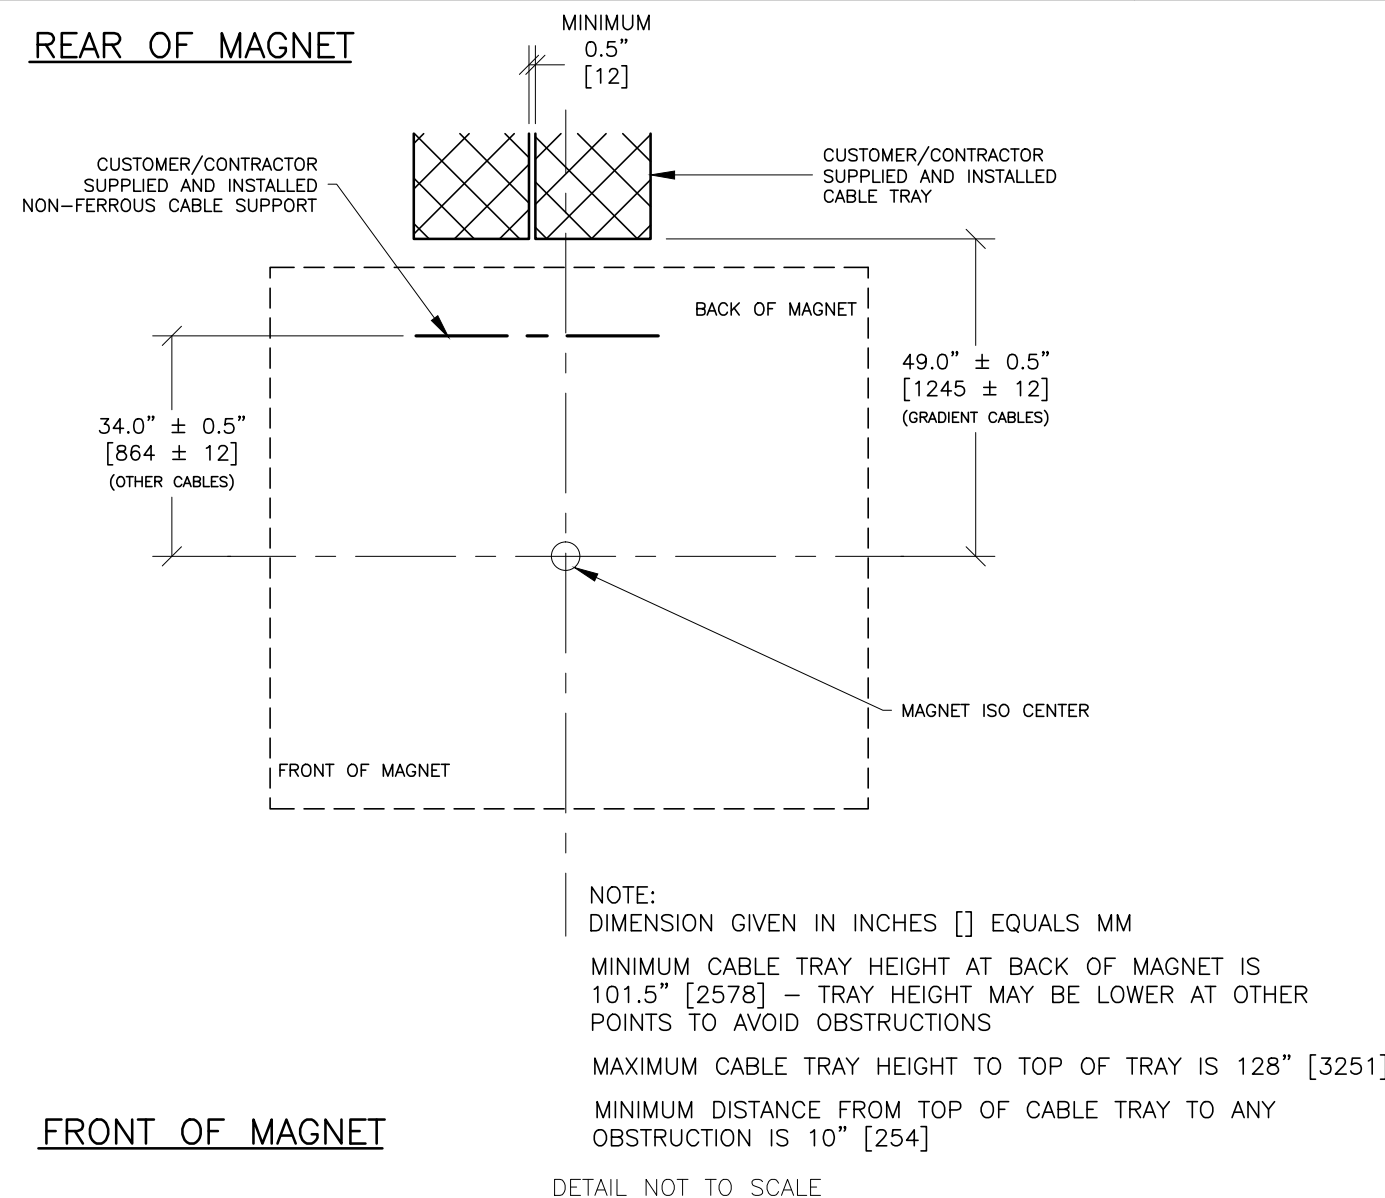 REAR OF MAGNET
MINIMUM
0.5"
[12]
CUSTOMER/CONTRACTOR
SUPPLIED AND INSTALLED
NON-FERROUS CABLE SUPPORT
CUSTOMER/CONTRACTOR
SUPPLIED AND INSTALLED
CABLE TRAY
BACK OF MAGNET
49.0" ± 0.5"
[1245 ± 12]
(GRADIENT CABLES)
34.0" ± 0.5"
[864 ± 12]
(OTHER CABLES)
MAGNET ISO CENTER
FRONT OF MAGNET
NOTE:
DIMENSION GIVEN IN INCHES [] EQUALS MM
MINIMUM CABLE TRAY HEIGHT AT BACK OF MAGNET IS
101.5" [2578] - TRAY HEIGHT MAY BE LOWER AT OTHER
POINTS TO AVOID OBSTRUCTIONS
MAXIMUM CABLE TRAY HEIGHT TO TOP OF TRAY IS 128" [3251]
MINIMUM DISTANCE FROM TOP OF CABLE TRAY TO ANY
OBSTRUCTION IS 10" [254]
FRONT OF MAGNET
DETAIL NOT TO SCALE